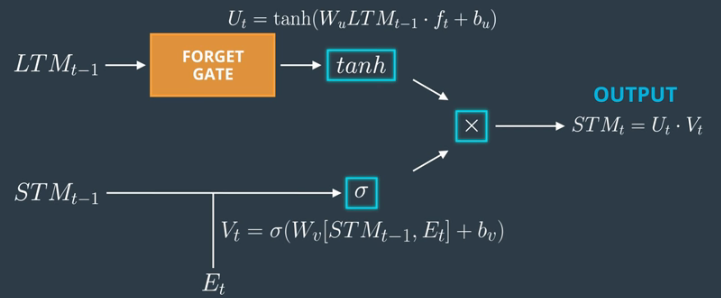 U_t = tanh(W_u LTM_{t-1} · f_t + b_u)
LTM_{t-1}
FORGET
GATE
tanh
OUTPUT
×
STM_t = U_t · V_t
STM_{t-1}
σ
V_t = σ(W_v[STM_{t-1}, E_t] + b_v)
E_t